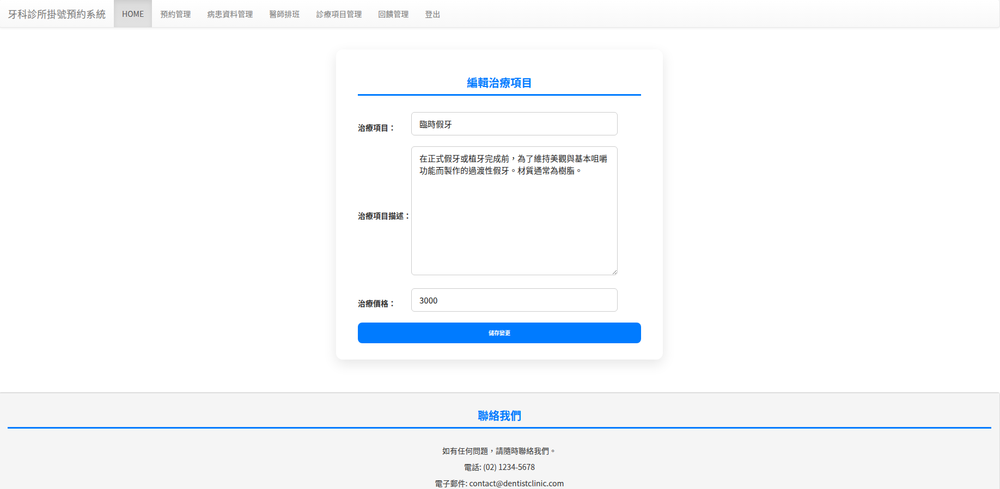 牙科診所掛號預約系統 HOME 預約管理 病患資料管理 醫師排班 診療項目管理 回饋管理 登出
編輯治療項目
治療項目：
臨時假牙
治療項目描述：
在正式假牙或植牙完成前，為了維持美觀與基本咀嚼
功能而製作的過渡性假牙。材質通常為樹脂。
治療價格：
3000
儲存變更
聯絡我們
如有任何問題，請隨時聯絡我們。
電話: (02) 1234-5678
電子郵件: contact@dentistclinic.com